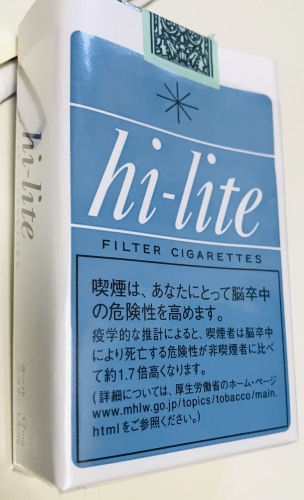 hi-lite
FILTER CIGARETTES
喫煙は、あなたにとって脳卒中
の危険性を高めます。
疫学的な推計によると、喫煙者は脳卒中
により死亡する危険性が非喫煙者に比べ
て約1.7倍高くなります。
(詳細については、厚生労働省のホーム・ページ
www.mhlw.go.jp/topics/tobacco/main.
htmlをご参照ください。)
hi-lite